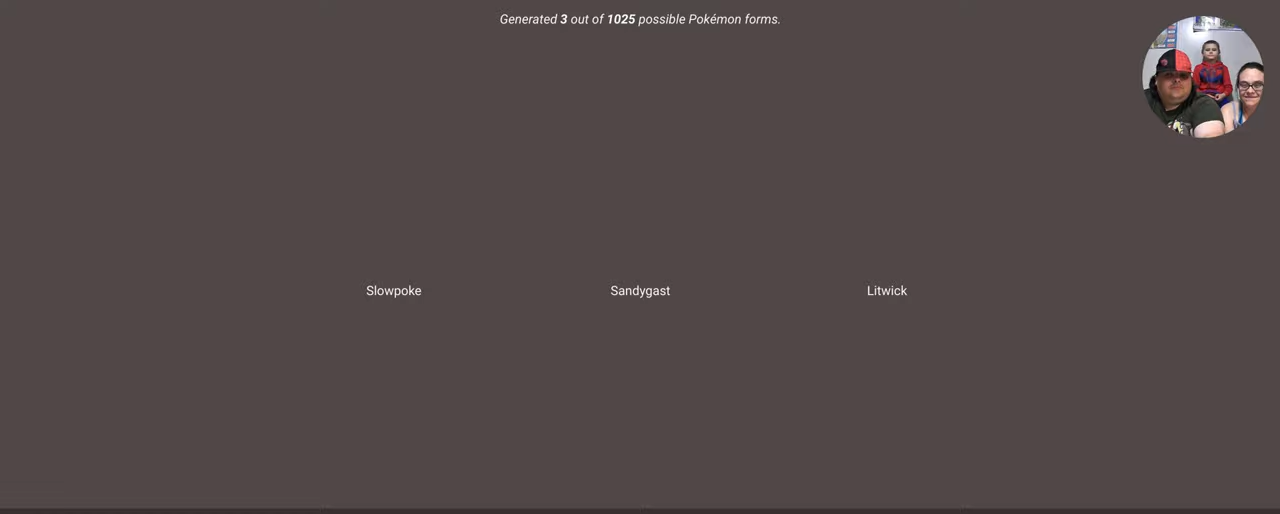 Generated 3 out of 1025 possible Pokémon forms.
Slowpoke
Sandygast
Litwick